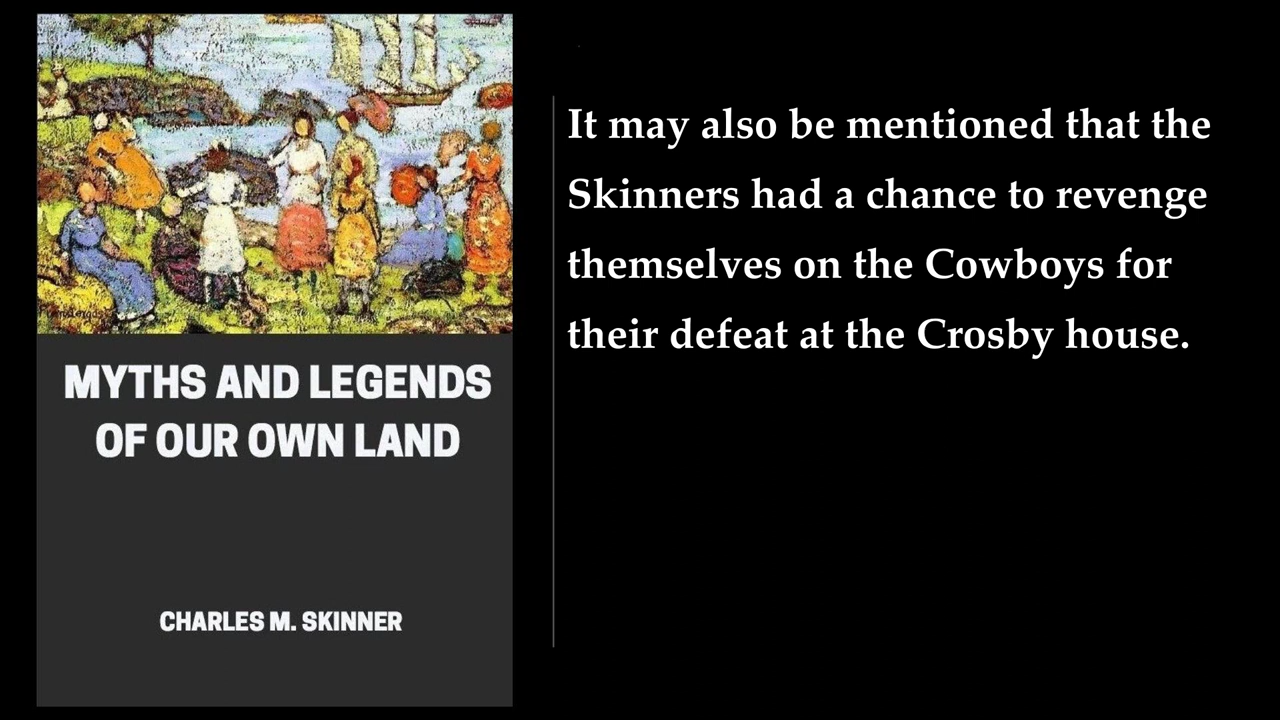 MYTHS AND LEGENDS
OF OUR OWN LAND
CHARLES M. SKINNER
It may also be mentioned that the
Skinners had a chance to revenge
themselves on the Cowboys for
their defeat at the Crosby house.